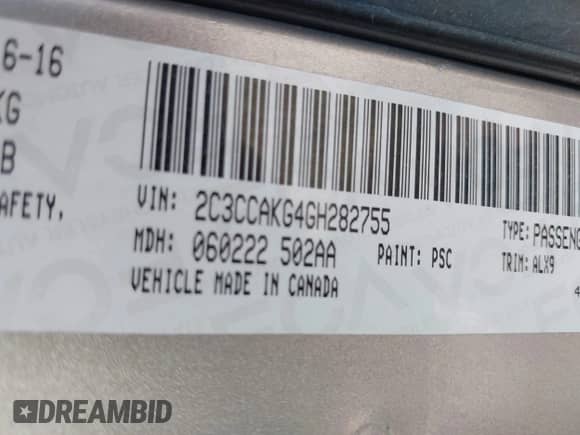 6-16
KG
B
AFETY,
VIN: 2C3CCAKG4GH282755
TYPE: PASSENG
MDH: 060222 502AA PAINT: PSC TRIM: ALX9
VEHICLE MADE IN CANADA
4
DREAMBID